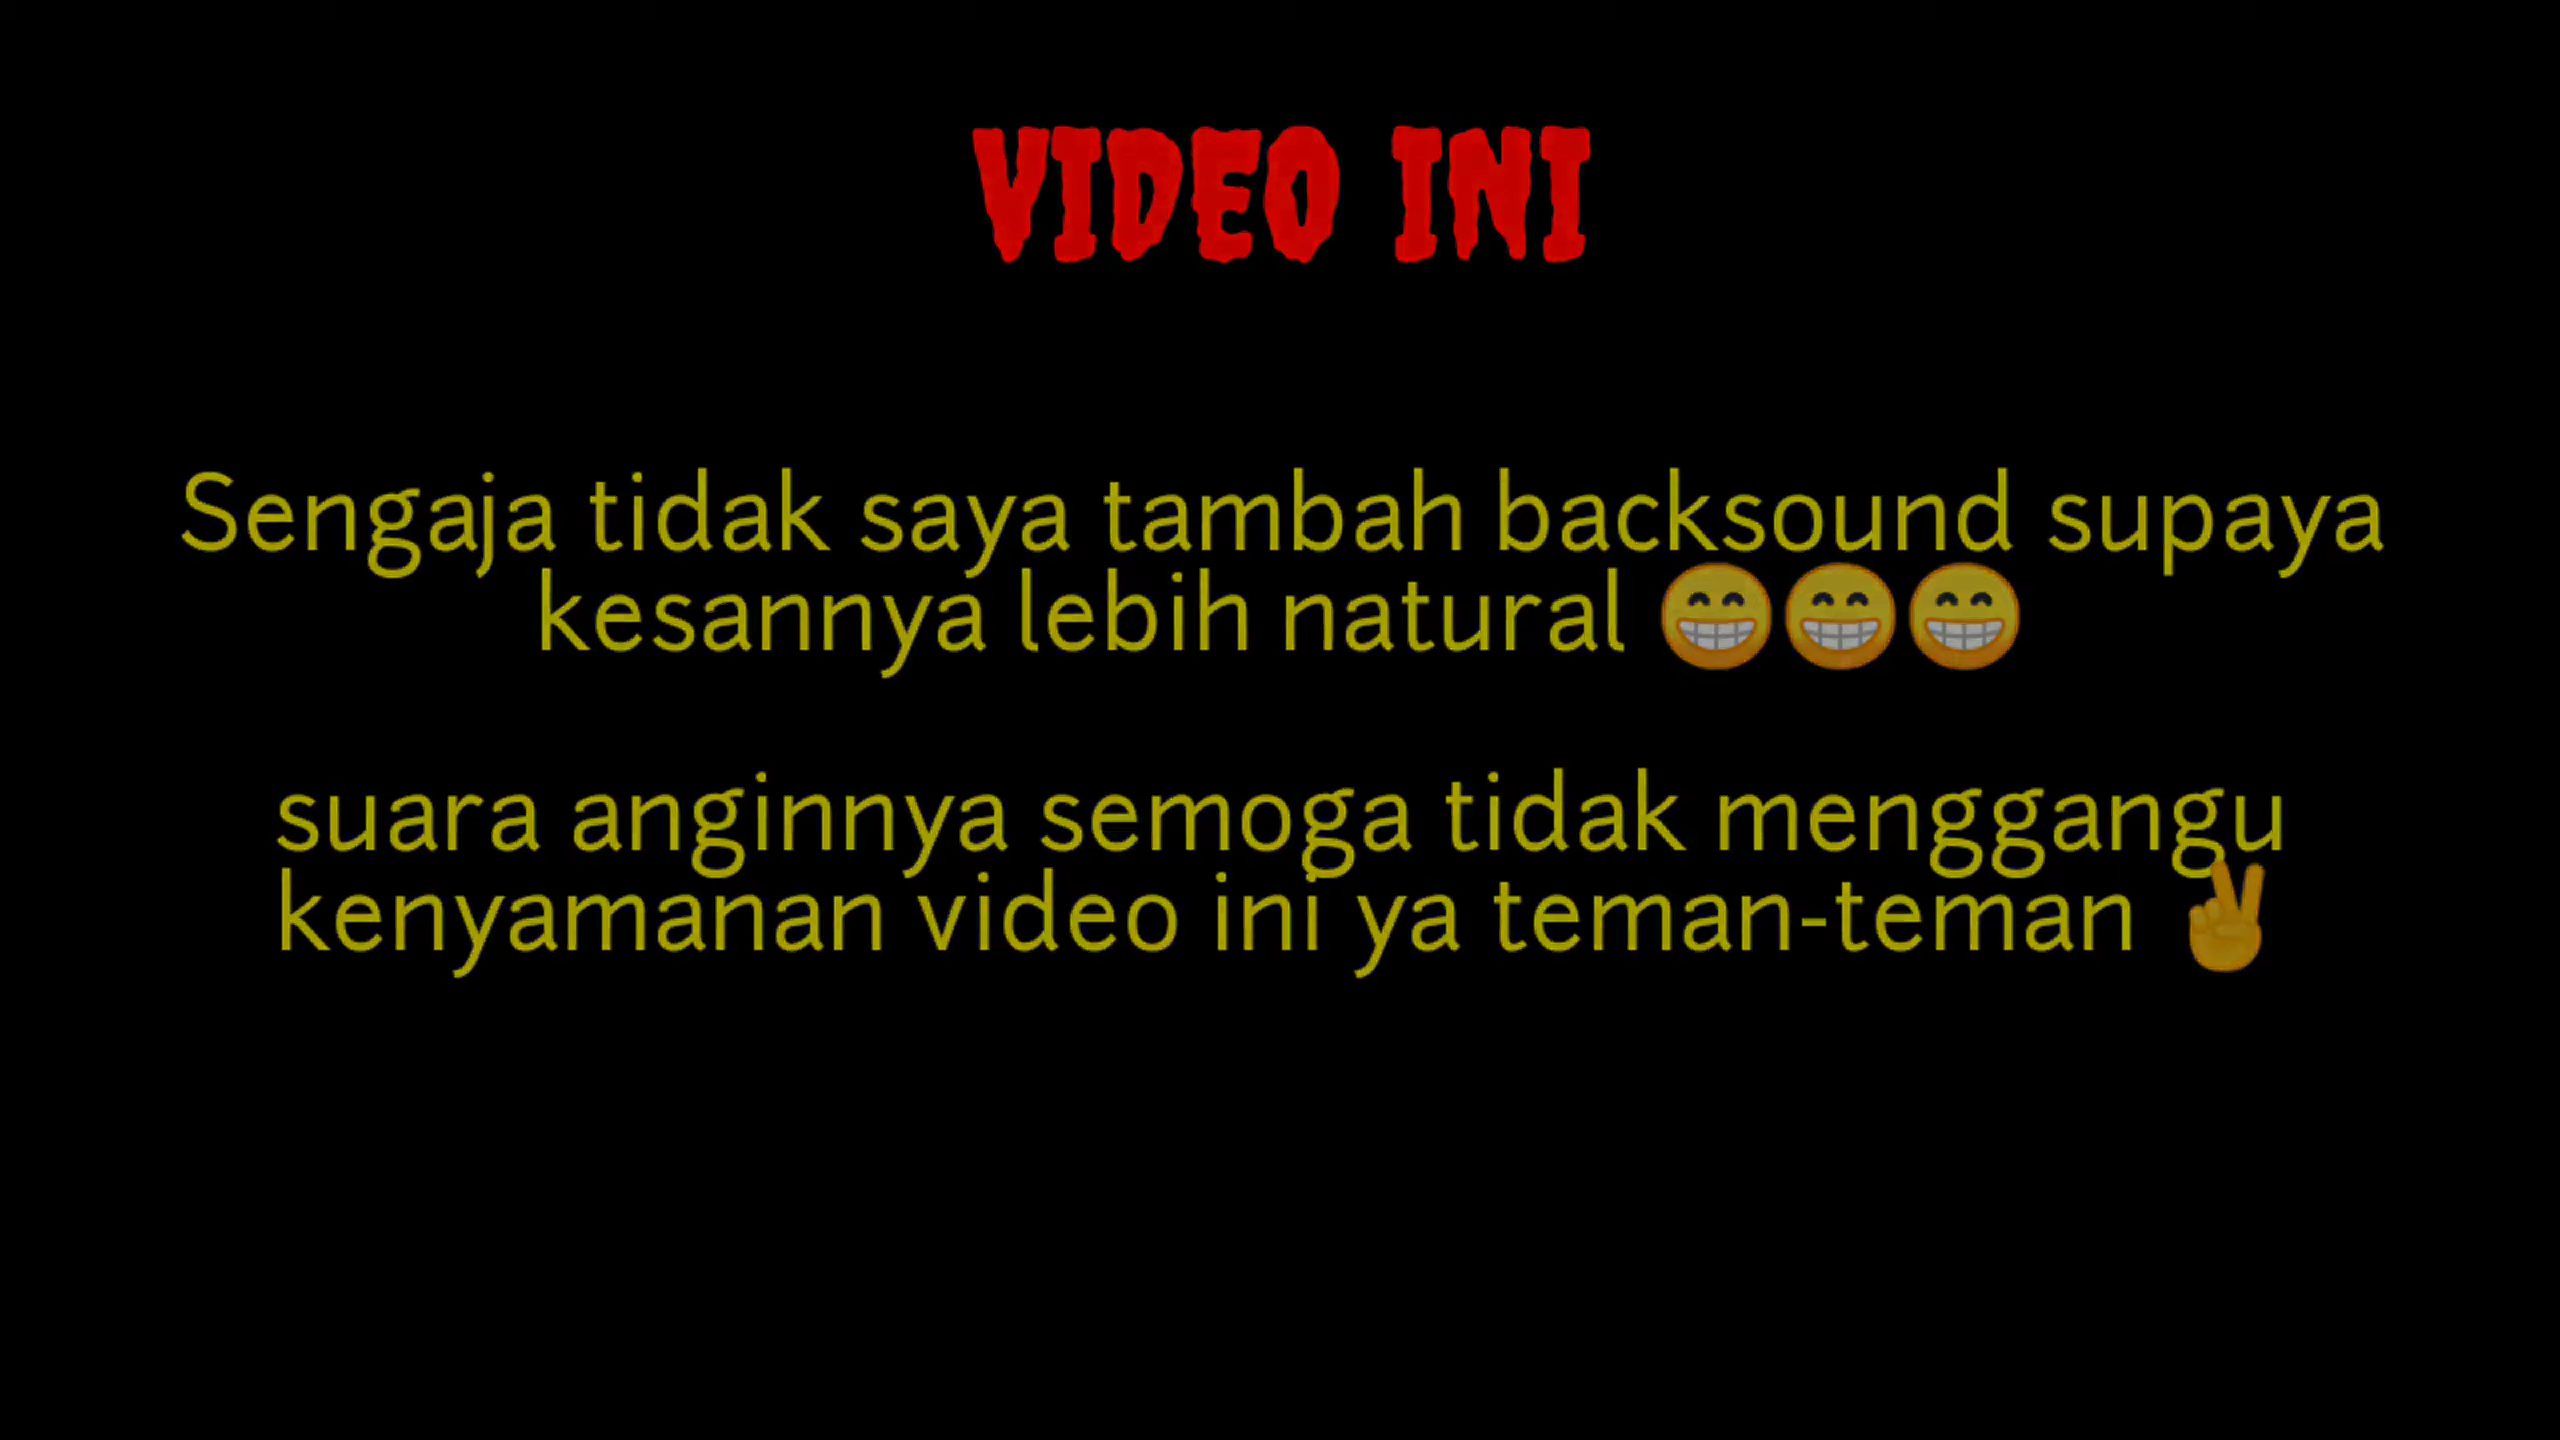 VIDEO INI
Sengaja tidak saya tambah backsound supaya
kesannya lebih natural 😁😁😁
suara anginnya semoga tidak menggangu
kenyamanan video ini ya teman-teman ✌